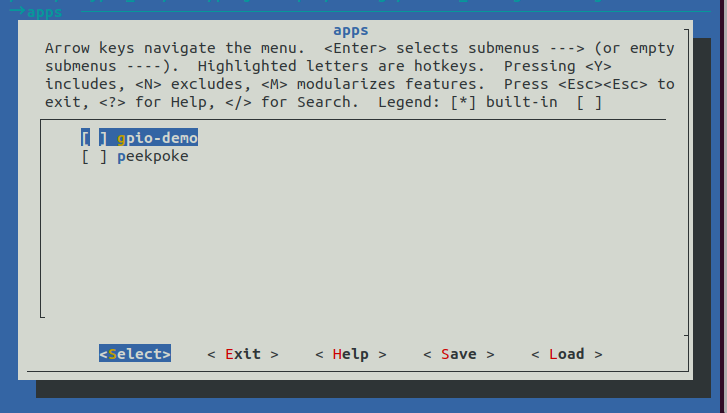 →apps
apps
Arrow keys navigate the menu.  <Enter> selects submenus ---> (or empty
submenus ----).  Highlighted letters are hotkeys.  Pressing <Y>
includes, <N> excludes, <M> modularizes features.  Press <Esc><Esc> to
exit, <?> for Help, </> for Search.  Legend: [*] built-in  [ ]
[ ] gpio-demo
[ ] peekpoke
<Select>    < Exit >    < Help >    < Save >    < Load >